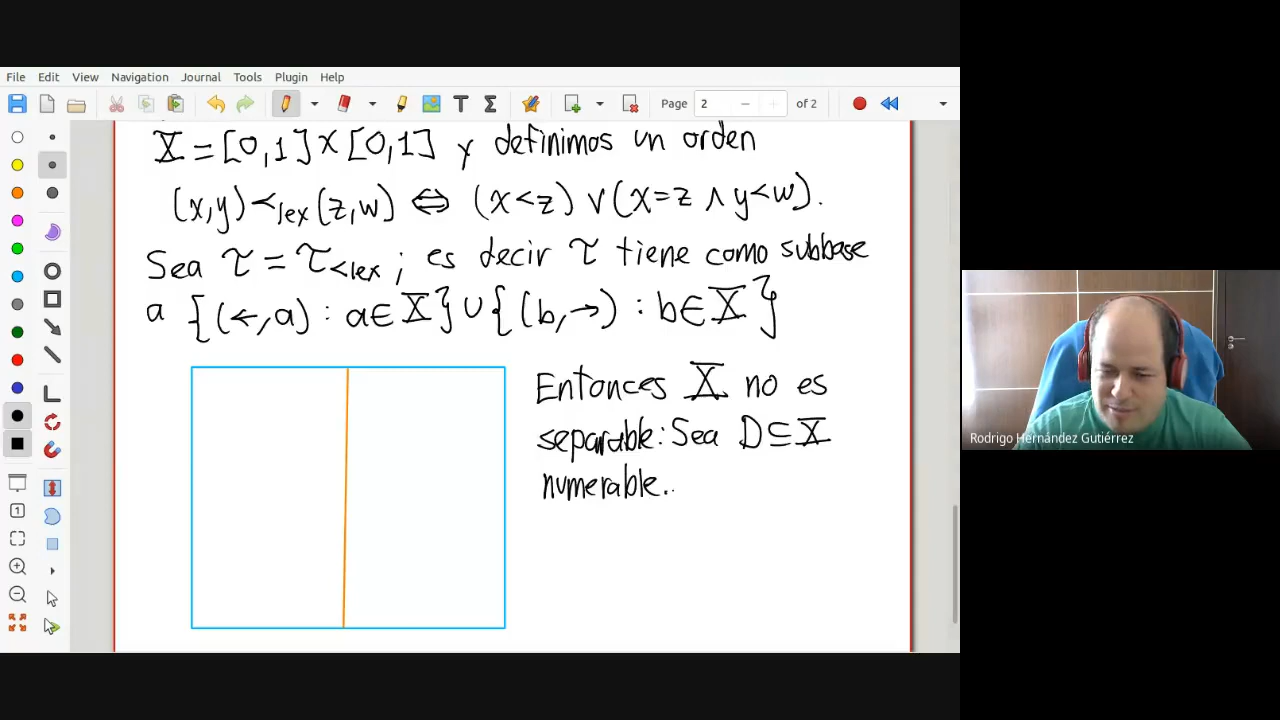 File Edit View Navigation Journal Tools Plugin Help
Page 2 of 2
X = [0,1] × [0,1] y definimos un orden
(x,y) <lex (z,w) ⇔ (x<z) ∨ (x=z ∧ y<w).
Sea τ = τ<lex ; es decir τ tiene como subbase
a {(←,a) : a∈X} ∪ {(b,→) : b∈X}
Entonces X no es
separable: Sea D⊆X
numerable..
Rodrigo Hernández Gutiérrez